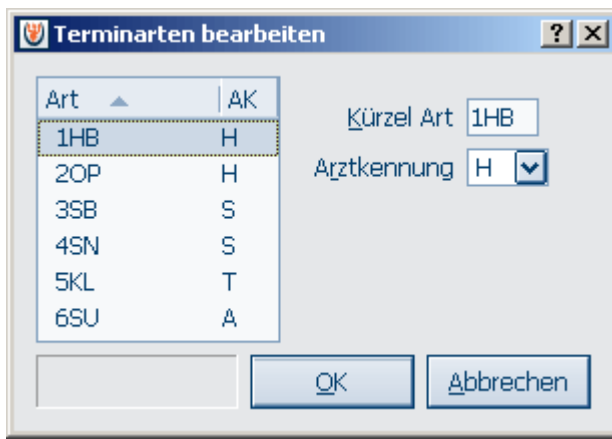 Terminarten bearbeiten
Art AK
1HB H
2OP H
3SB S
4SN S
5KL T
6SU A
Kürzel Art 1HB
Arztkennung H
OK Abbrechen